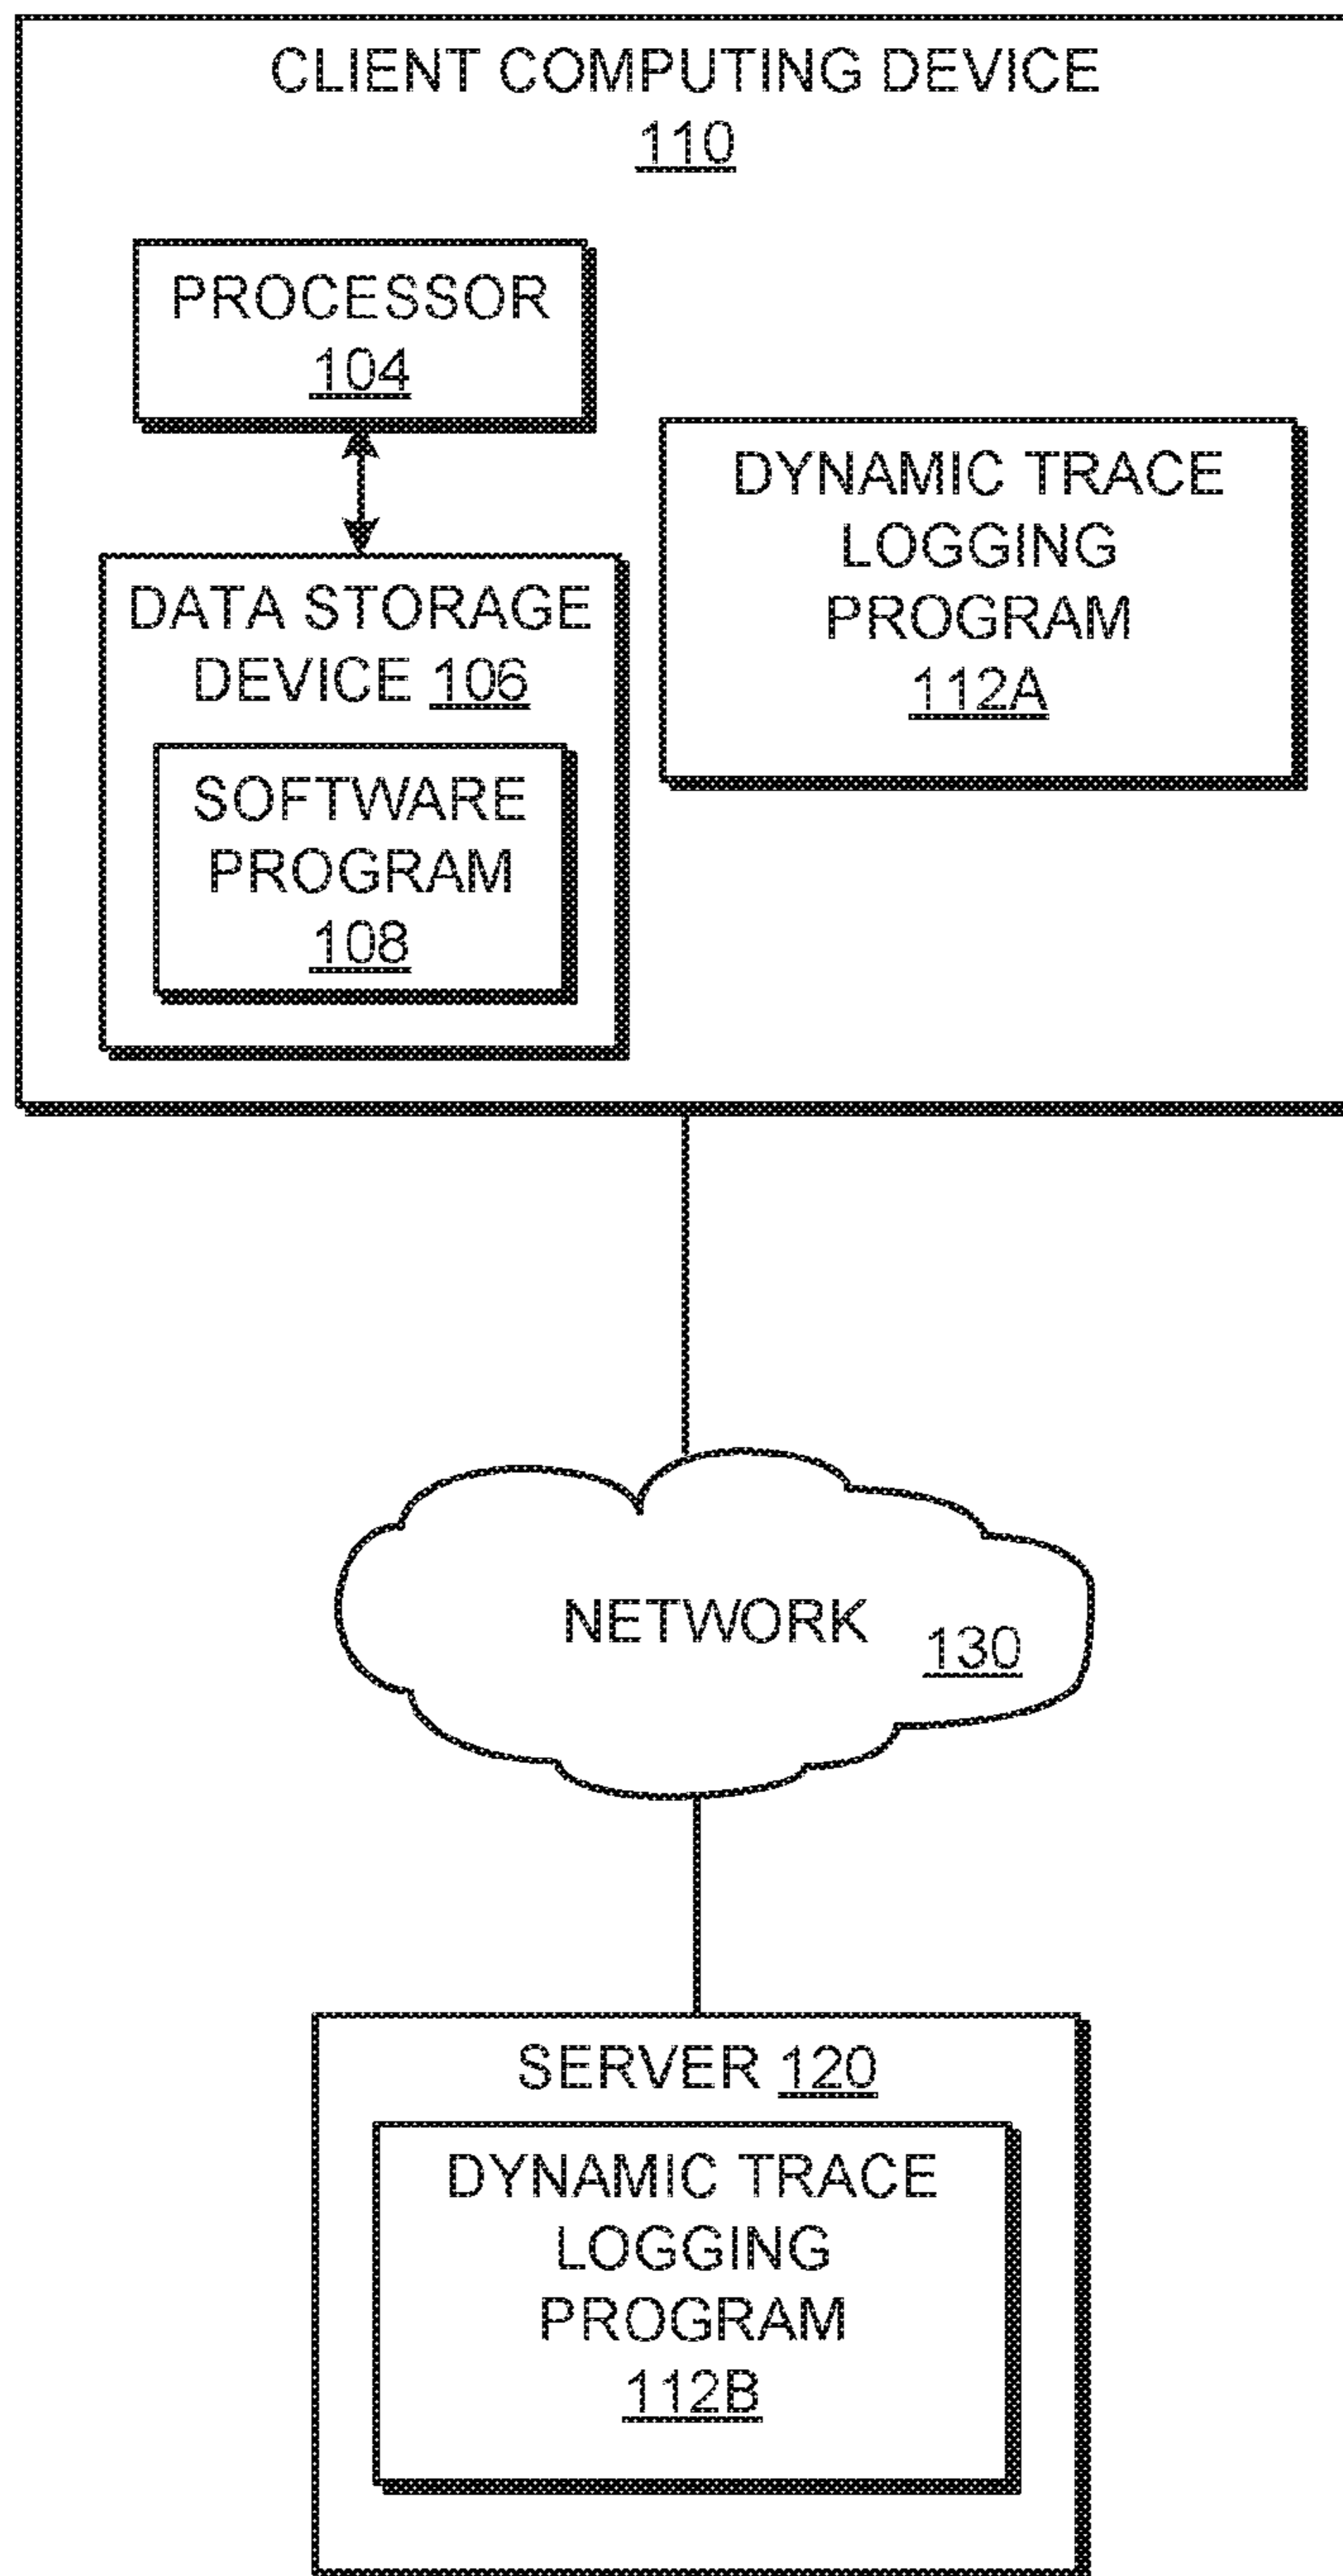 CLIENT COMPUTING DEVICE
110
PROCESSOR
104
DATA STORAGE
DEVICE 106
SOFTWARE
PROGRAM
108
DYNAMIC TRACE
LOGGING
PROGRAM
112A
NETWORK 130
SERVER 120
DYNAMIC TRACE
LOGGING
PROGRAM
112B